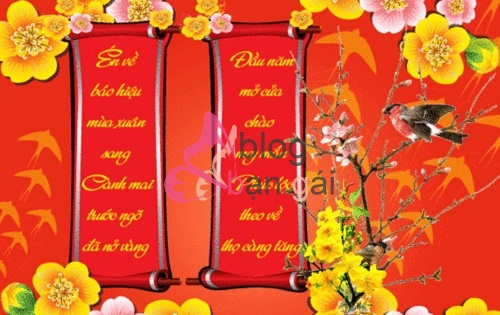 Én về
báo hiệu
mùa xuân
sang
Cành mai
trước ngõ
đã nở vàng
Đầu năm
mở cửa
chào
theo về
thọ càng tăng
blog
bạn gái